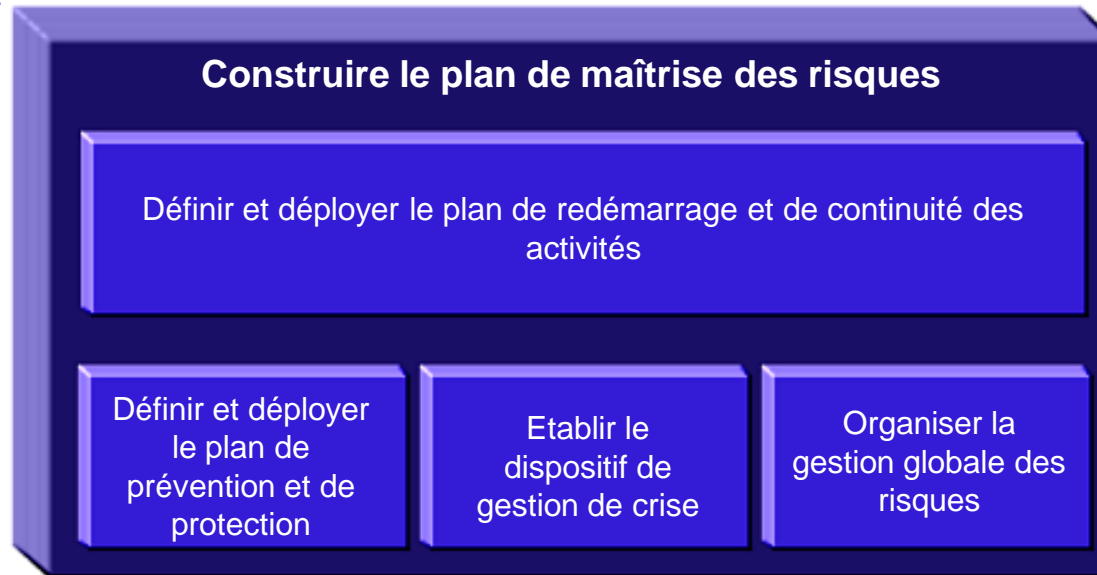 Construire le plan de maîtrise des risques
Définir et déployer le plan de redémarrage et de continuité des
activités
Définir et déployer
le plan de
prévention et de
protection
Etablir le
dispositif de
gestion de crise
Organiser la
gestion globale des
risques